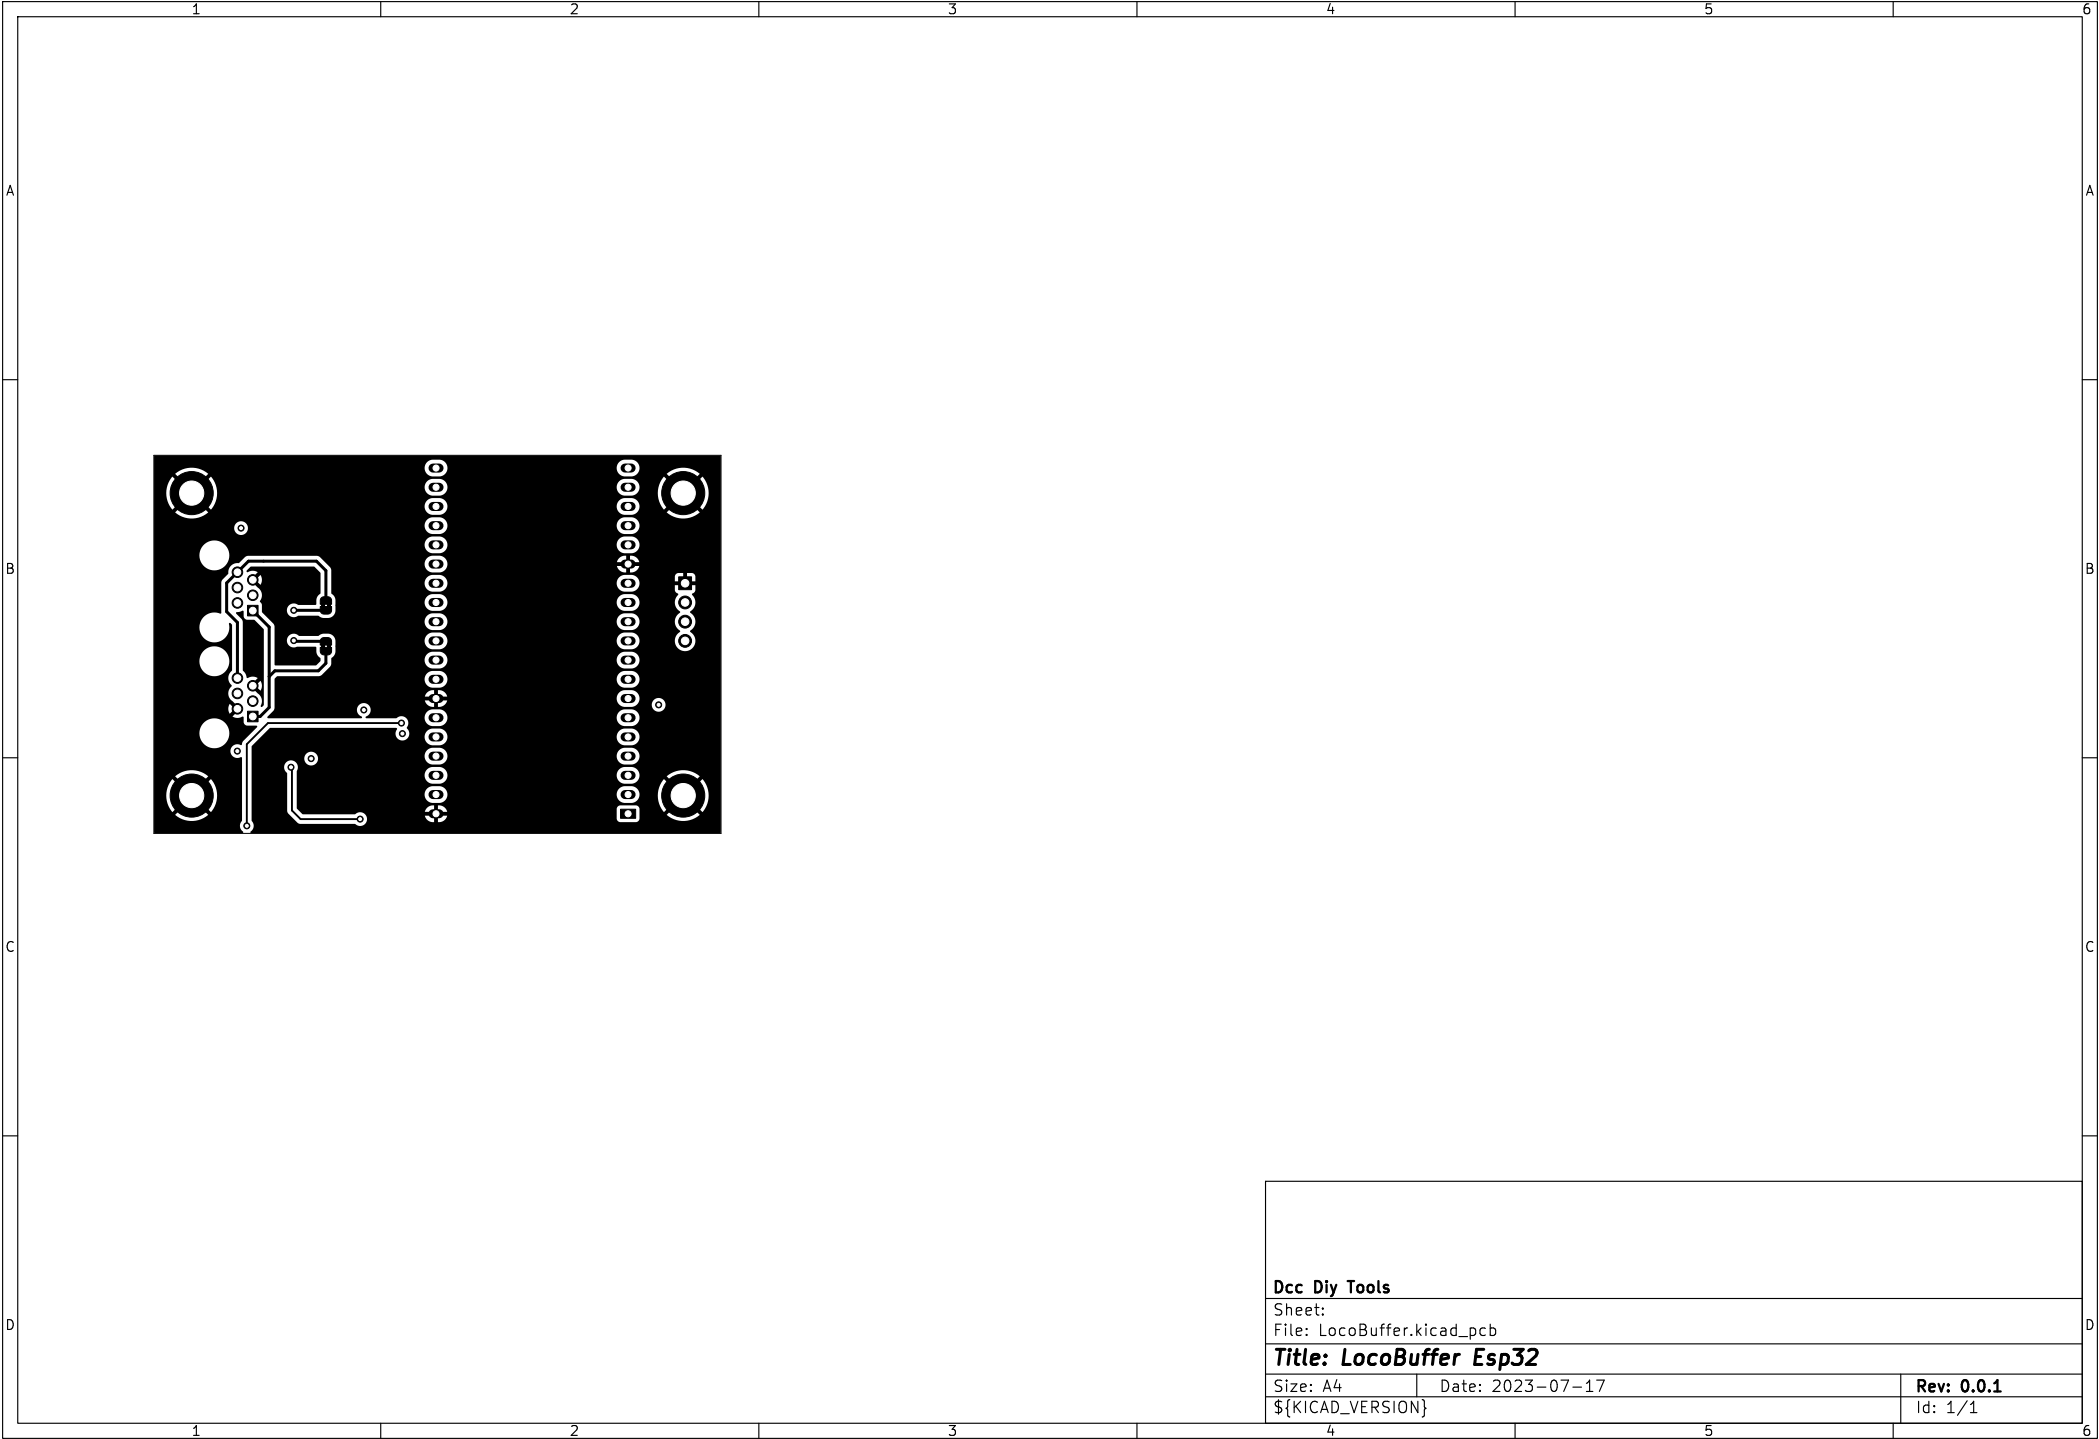 1 2 3 4 5 6
A A
B B
C C
Dcc Diy Tools
Sheet:
D File: LocoBuffer.kicad_pcb D
Title: LocoBuffer Esp32
Size: A4 Date: 2023-07-17 Rev: 0.0.1
${KICAD_VERSION} Id: 1/1
1 2 3 4 5 6